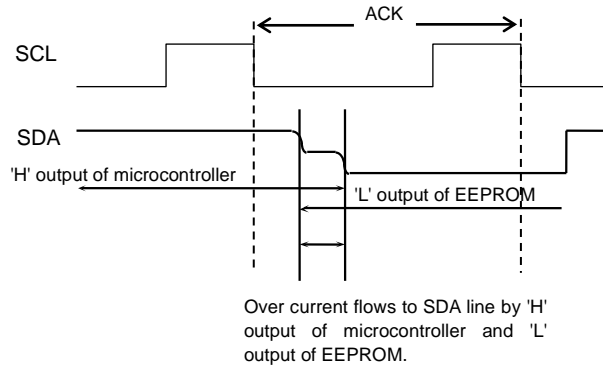 ACK
SCL
SDA
'H' output of microcontroller
'L' output of EEPROM
Over current flows to SDA line by 'H'
output of microcontroller and 'L'
output of EEPROM.